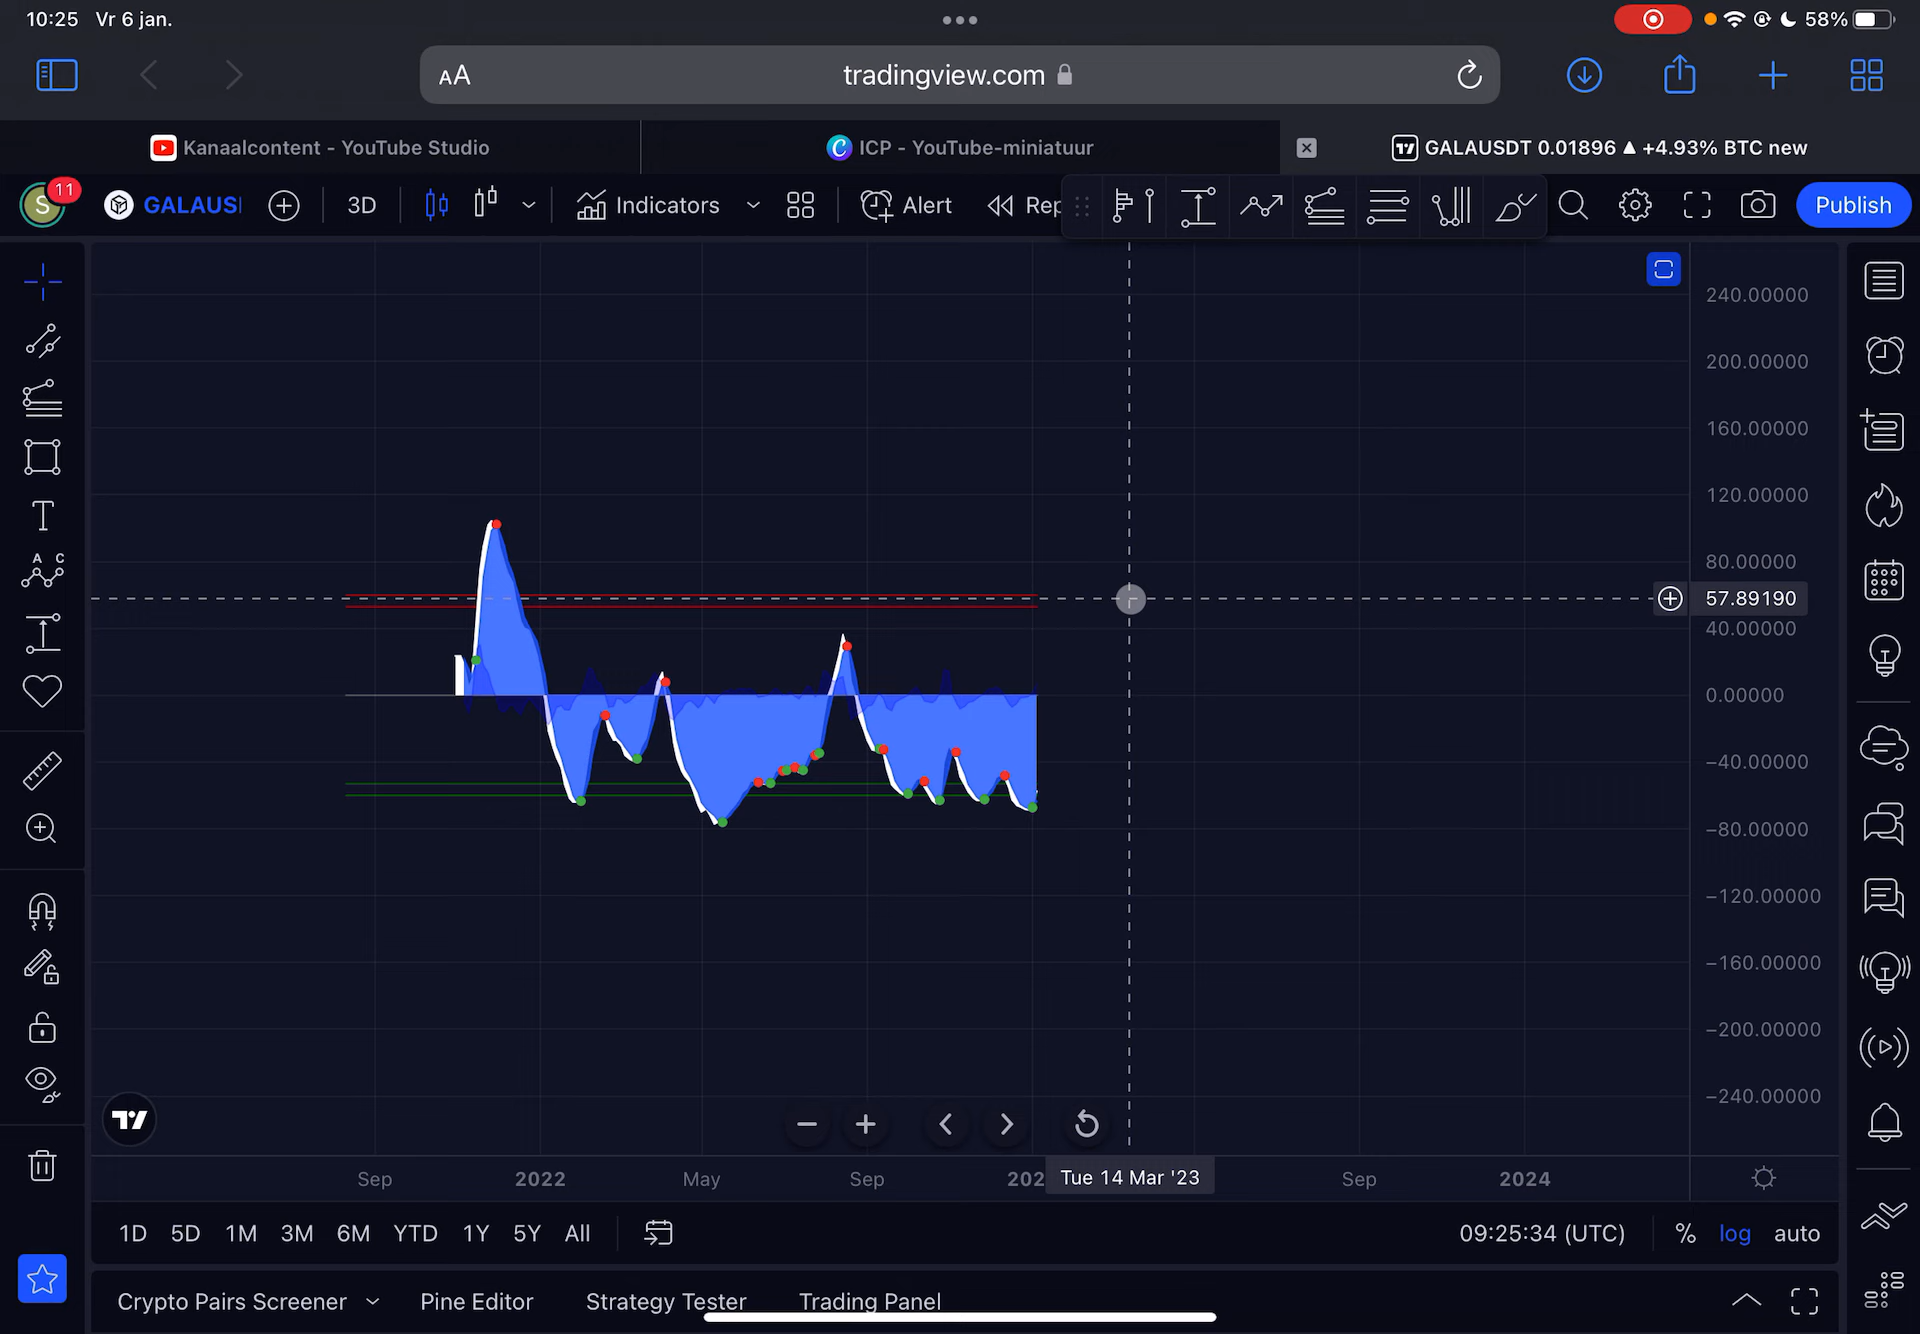 10:25 Vr 6 jan.
58%
AA
tradingview.com
Kanaalcontent - YouTube Studio
ICP - YouTube-miniatuur
GALAUSDT 0.01896 ▲ +4.93% BTC new
S
11
GALAUSI
3D
Indicators
Alert
Rep
Publish
240.00000
200.00000
160.00000
120.00000
80.00000
57.89190
40.00000
0.00000
−40.00000
−80.00000
−120.00000
−160.00000
−200.00000
−240.00000
T
A C
Sep 2022 May Sep 202 Tue 14 Mar '23 Sep 2024
1D 5D 1M 3M 6M YTD 1Y 5Y All
09:25:34 (UTC) % log auto
Crypto Pairs Screener Pine Editor Strategy Tester Trading Panel